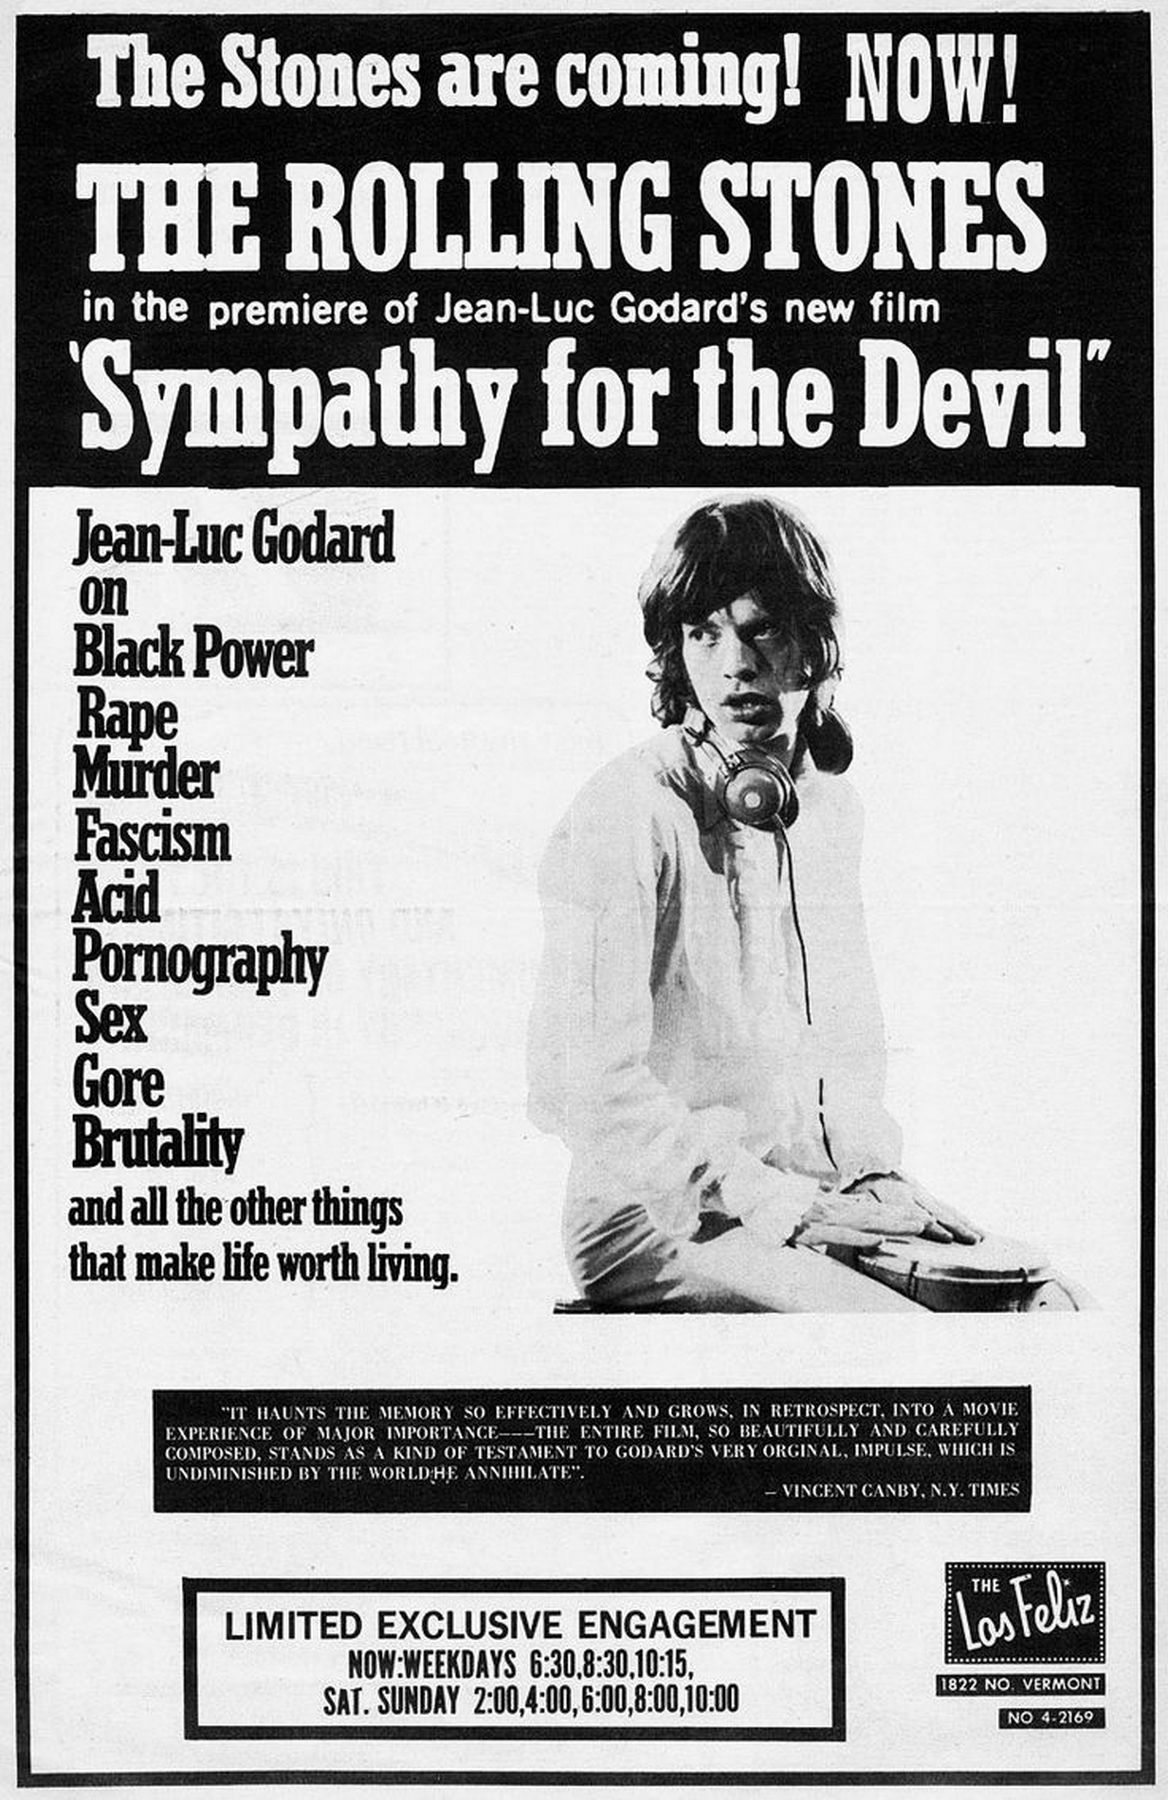 The Stones are coming! NOW!
THE ROLLING STONES
in the premiere of Jean-Luc Godard's new film
'Sympathy for the Devil"
Jean-Luc Godard
on
Black Power
Rape
Murder
Fascism
Acid
Pornography
Sex
Gore
Brutality
and all the other things
that make life worth living.
"IT HAUNTS THE MEMORY SO EFFECTIVELY AND GROWS, IN RETROSPECT, INTO A MOVIE
EXPERIENCE OF MAJOR IMPORTANCE———THE ENTIRE FILM, SO BEAUTIFULLY AND CAREFULLY
COMPOSED, STANDS AS A KIND OF TESTAMENT TO GODARD'S VERY ORGINAL, IMPULSE, WHICH IS
UNDIMINISHED BY THE WORLD HE ANNIHILATE".
— VINCENT CANBY, N.Y. TIMES
LIMITED EXCLUSIVE ENGAGEMENT
NOW:WEEKDAYS 6:30,8:30,10:15,
SAT. SUNDAY 2:00,4:00,6:00,8:00,10:00
THE
Los Feliz
1822 NO. VERMONT
NO 4-2169